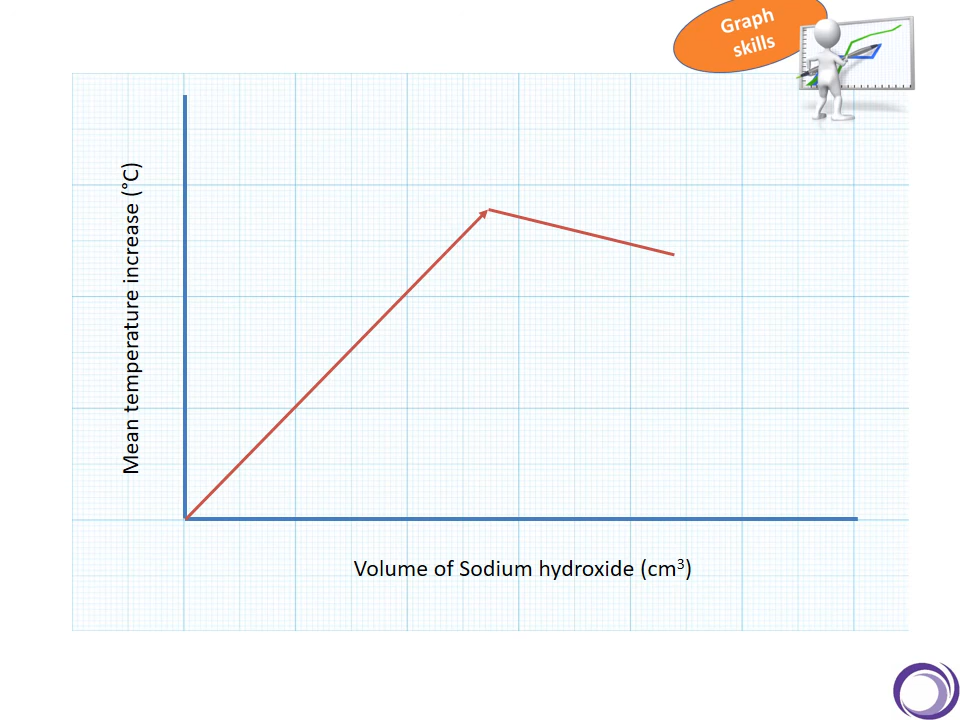 Graph
skills
Mean temperature increase (°C)
Volume of Sodium hydroxide (cm³)